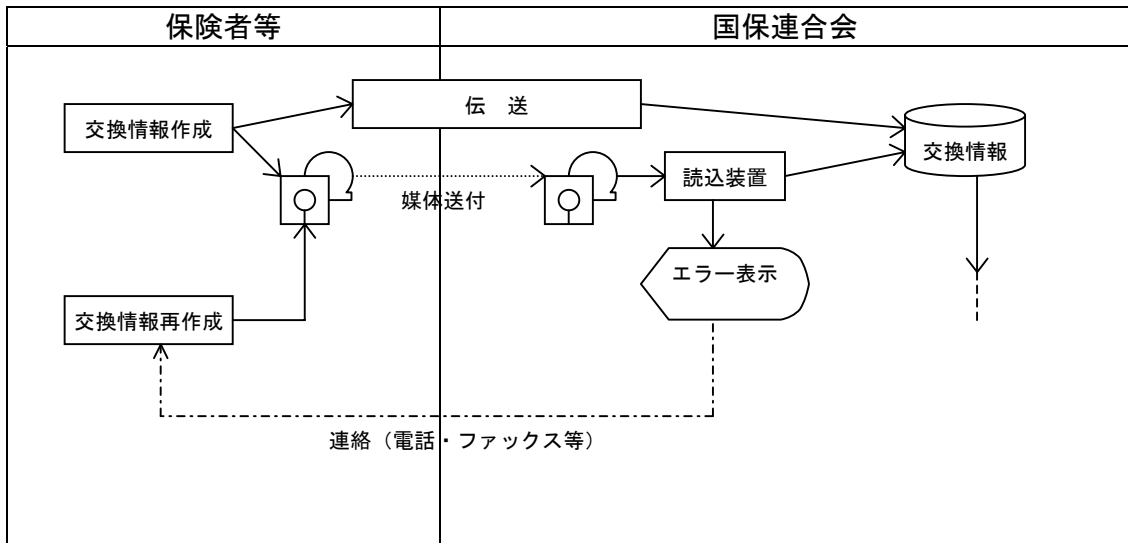 保険者等
国保連合会
伝　送
交換情報作成
交換情報
読込装置
媒体送付
エラー表示
交換情報再作成
連絡（電話・ファックス等）